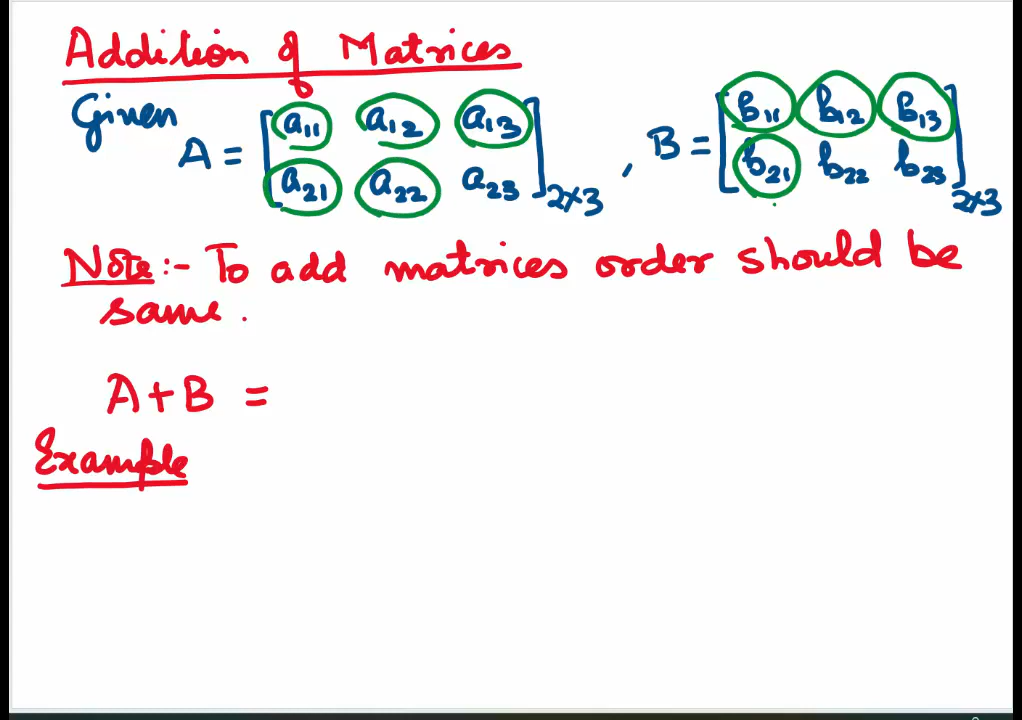 Addition of Matrices
Given
A = [a11 a12 a13
a21 a22 a23]2×3 , B = [b11 b12 b13
b21 b22 b23]2×3
Note :- To add matrices order should be
same.
A+B =
Example